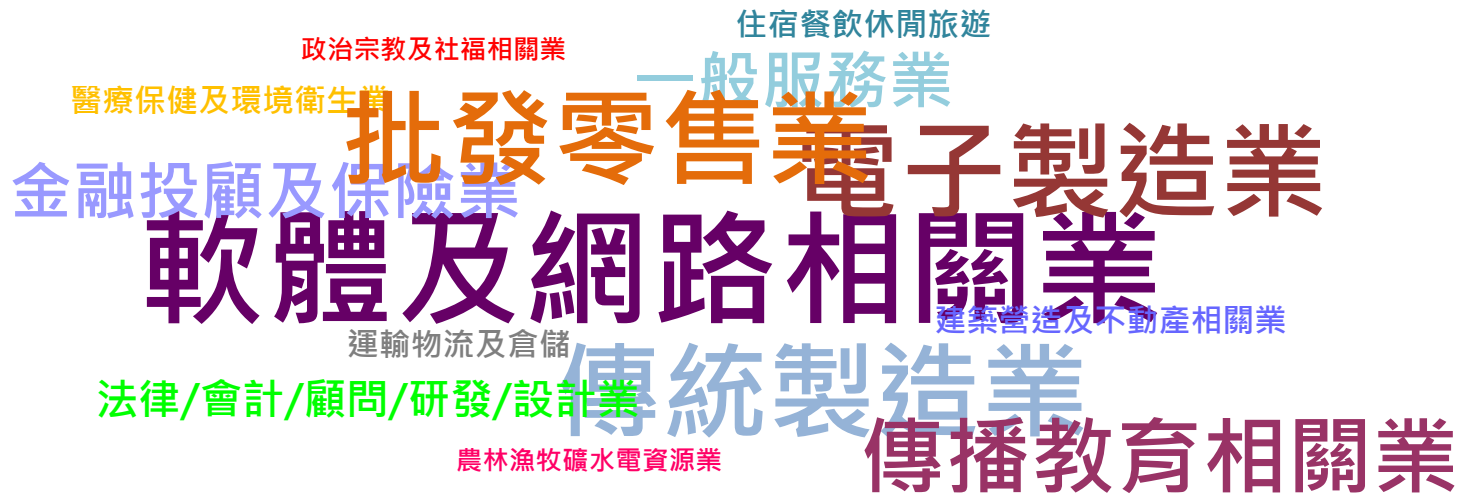 住宿餐飲休閒旅遊
政治宗教及社福相關業
一般服務業
醫療保健及環境衛生業
批發零售業
電子製造業
金融投顧及保險業
軟體及網路相關業
建築營造及不動產相關業
運輸物流及倉儲
傳統製造業
法律/會計/顧問/研發/設計業
傳播教育相關業
農林漁牧礦水電資源業